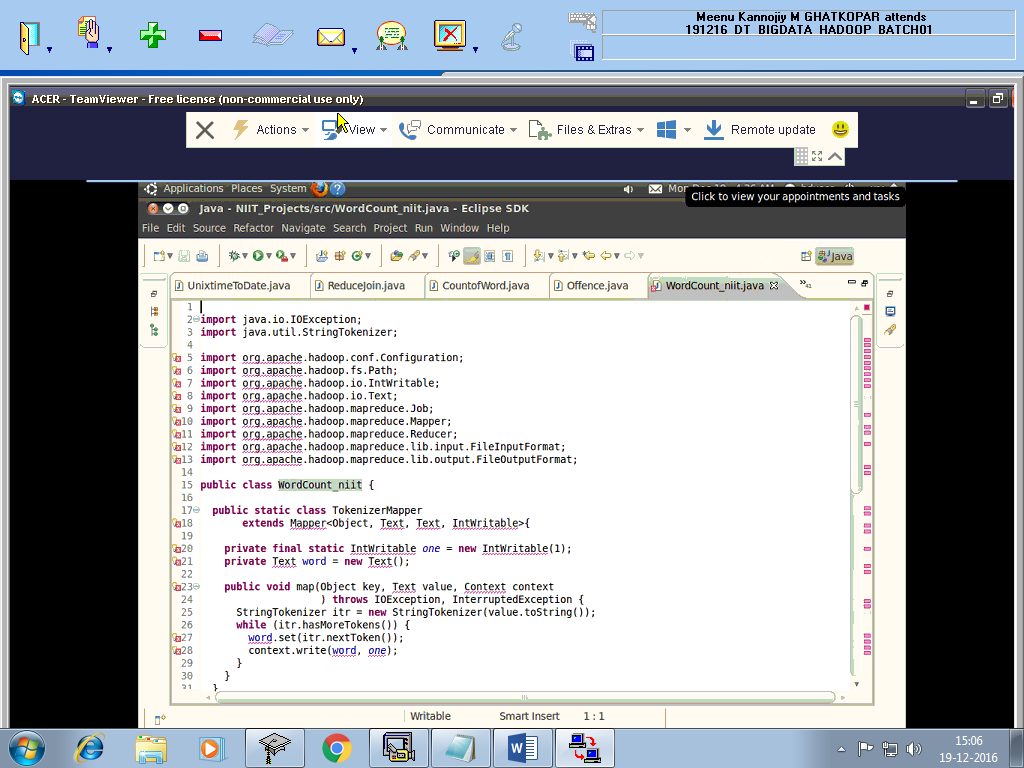 Meenu Kannojiy M GHATKOPAR attends
191216_DT_BIGDATA_HADOOP_BATCH01
ACER - TeamViewer - Free license (non-commercial use only)
Actions View Communicate Files & Extras Remote update
Applications Places System
Click to view your appointments and tasks
Java - NIIT_Projects/src/WordCount_niit.java - Eclipse SDK
File Edit Source Refactor Navigate Search Project Run Window Help
Java
UnixtimeToDate.java ReduceJoin.java CountofWord.java Offence.java WordCount_niit.java
1
2 import java.io.IOException;
3 import java.util.StringTokenizer;
4
5 import org.apache.hadoop.conf.Configuration;
6 import org.apache.hadoop.fs.Path;
7 import org.apache.hadoop.io.IntWritable;
8 import org.apache.hadoop.io.Text;
9 import org.apache.hadoop.mapreduce.Job;
10 import org.apache.hadoop.mapreduce.Mapper;
11 import org.apache.hadoop.mapreduce.Reducer;
12 import org.apache.hadoop.mapreduce.lib.input.FileInputFormat;
13 import org.apache.hadoop.mapreduce.lib.output.FileOutputFormat;
14
15 public class WordCount_niit {
16
17 public static class TokenizerMapper
18 extends Mapper<Object, Text, Text, IntWritable>{
19
20 private final static IntWritable one = new IntWritable(1);
21 private Text word = new Text();
22
23 public void map(Object key, Text value, Context context
24 ) throws IOException, InterruptedException {
25 StringTokenizer itr = new StringTokenizer(value.toString());
26 while (itr.hasMoreTokens()) {
27 word.set(itr.nextToken());
28 context.write(word, one);
29 }
30 }
31 }
Writable Smart Insert 1 : 1
15:06
19-12-2016